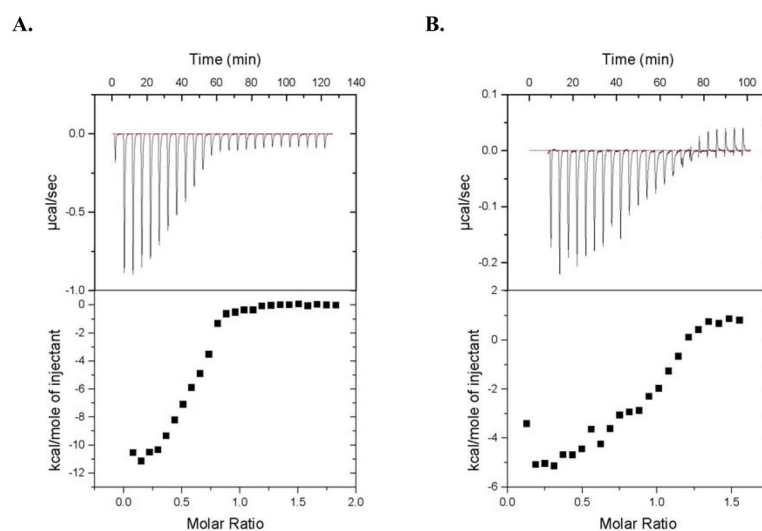 A.
B.
Time (min)
0 20 40 60 80 100 120 140
0.0
-0.5
-1.0
µcal/sec
0
-2
-4
-6
-8
-10
-12
kcal/mole of injectant
0.0 0.5 1.0 1.5 2.0
Molar Ratio
Time (min)
0 20 40 60 80 100
0.1
0.0
-0.1
-0.2
µcal/sec
2
0
-2
-4
-6
kcal/mole of injectant
0.0 0.5 1.0 1.5
Molar Ratio